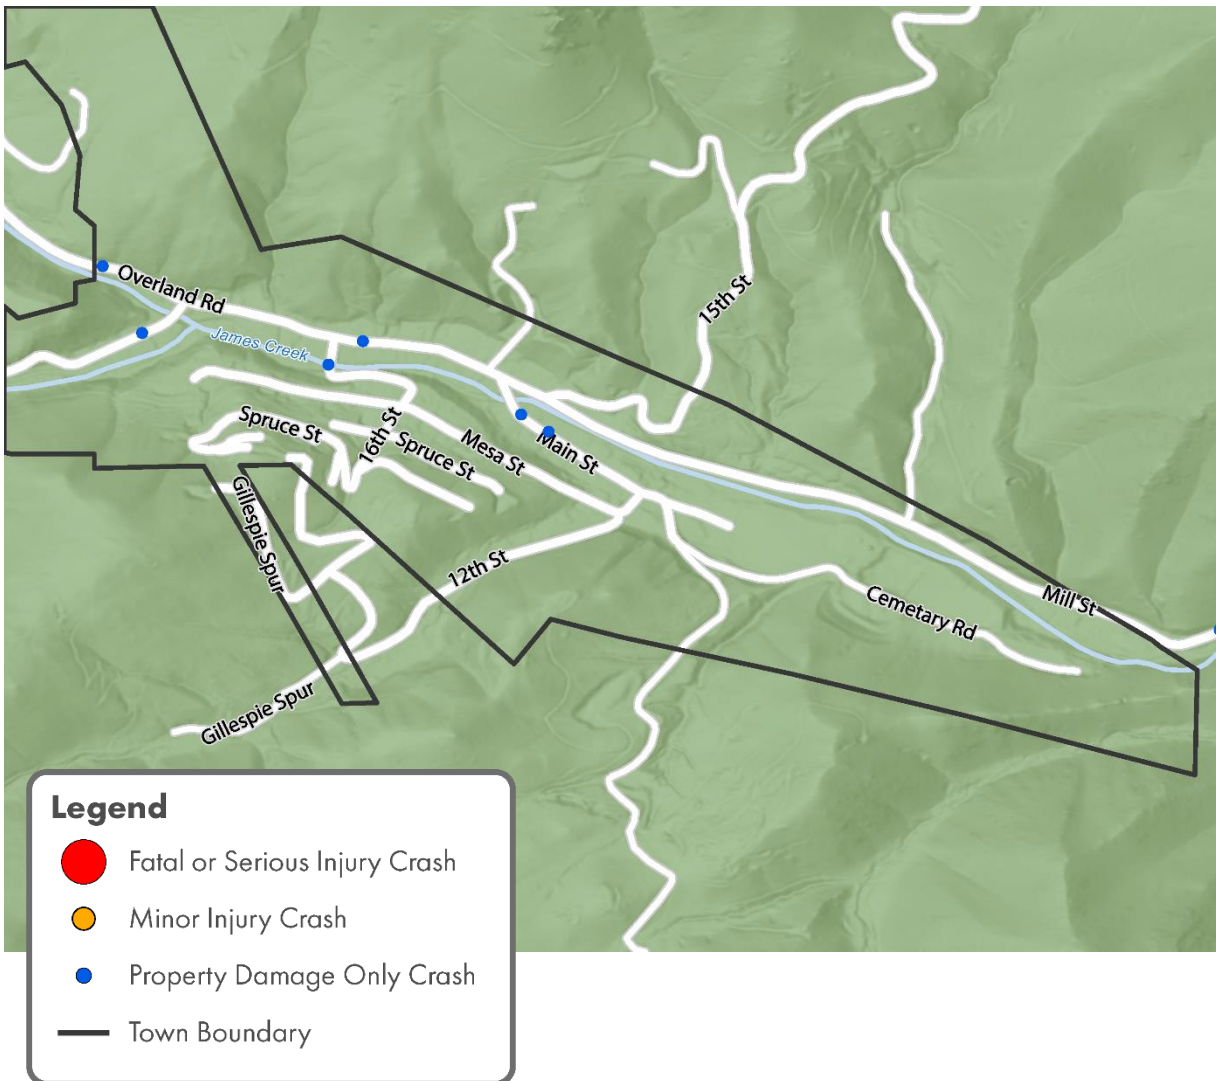 Overland Rd
James Creek
15th St
Spruce St
16th St
Spruce St
Mesa St
Main St
Gillespie Spur
12th St
Cemetary Rd
Mill St
Gillespie Spur
Legend
Fatal or Serious Injury Crash
Minor Injury Crash
Property Damage Only Crash
Town Boundary